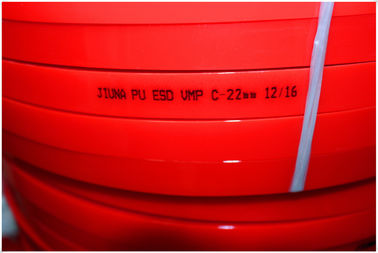 JIUNA PU ESD VMP C-22mm 12/16